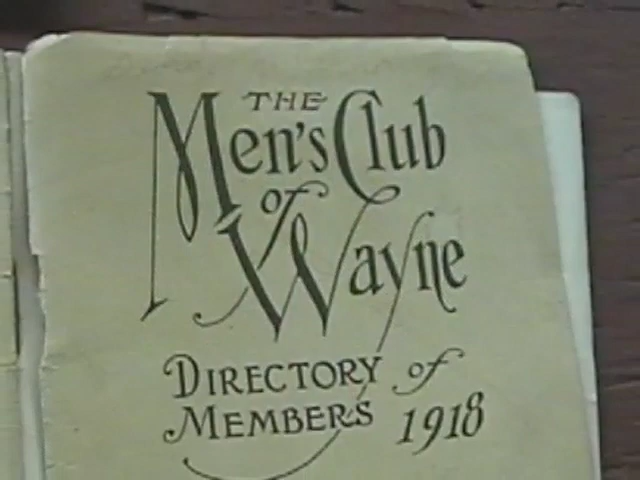 THE
Men's Club
of
Wayne
DIRECTORY of
MEMBERS 1918